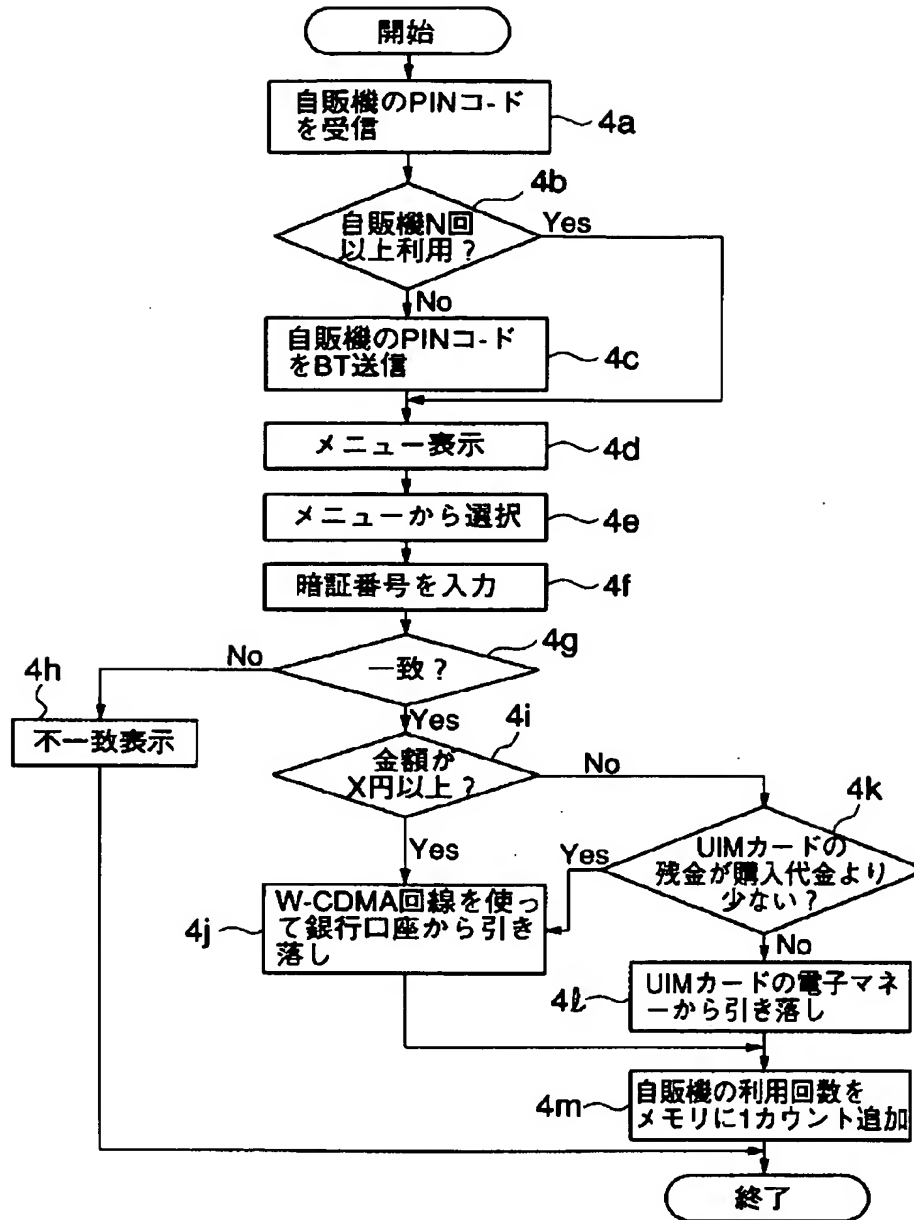 開始
自販機のPINコ-ド
を受信
4a
4b
自販機N回
以上利用？
Yes
No
自販機のPINコ-ド
をBT送信
4c
メニュー表示
4d
メニューから選択
4e
暗証番号を入力
4f
4g
一致？
No
4h
不一致表示
Yes
4i
金額が
X円以上？
No
4k
UIMカードの
残金が購入代金より
少ない？
Yes
Yes
W-CDMA回線を使っ
て銀行口座から引き
落し
4j
No
UIMカードの電子マネ
ーから引き落し
4ℓ
自販機の利用回数を
メモリに1カウント追加
4m
終了